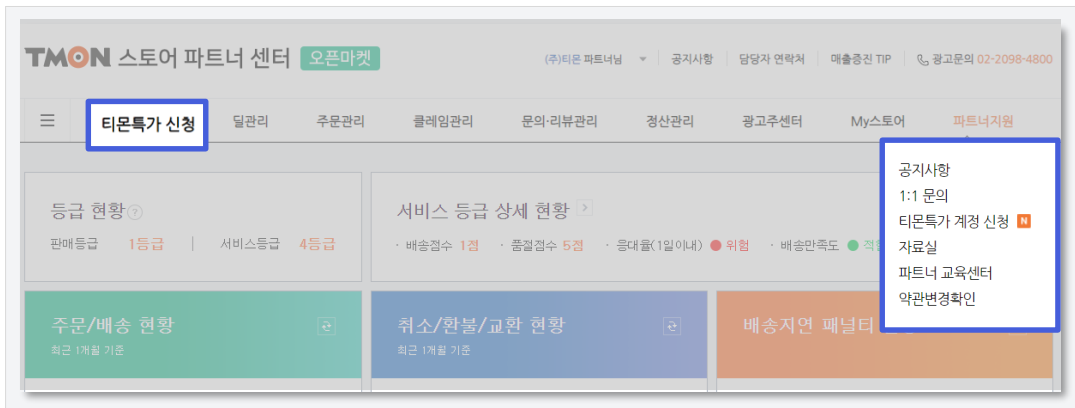 TMON 스토어 파트너 센터 오픈마켓
(주)티몬 파트너님 공지사항 담당자 연락처 매출증진 TIP 광고문의 02-2098-4800
티몬특가 신청 딜관리 주문관리 클레임관리 문의·리뷰관리 정산관리 광고주센터 My스토어 파트너지원
공지사항
1:1 문의
티몬특가 계정 신청 N
자료실
파트너 교육센터
약관변경확인
등급 현황 ?
판매등급 1등급 | 서비스등급 4등급
서비스 등급 상세 현황 >
· 배송점수 1점 · 품절점수 5점 · 응대율(1일이내) 위험 · 배송만족도
주문/배송 현황
최근 1개월 기준
취소/환불/교환 현황
최근 1개월 기준
배송지연 패널티